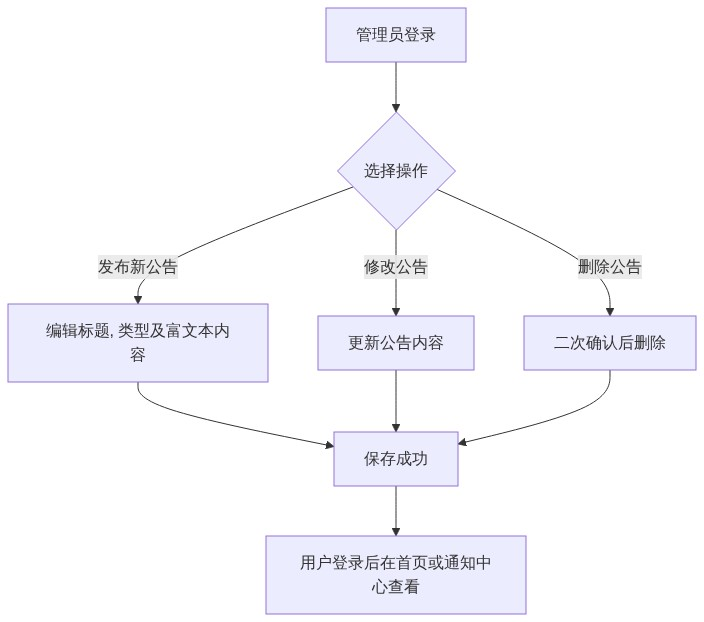 管理员登录
选择操作
发布新公告
修改公告
删除公告
编辑标题, 类型及富文本内
容
更新公告内容
二次确认后删除
保存成功
用户登录后在首页或通知中
心查看